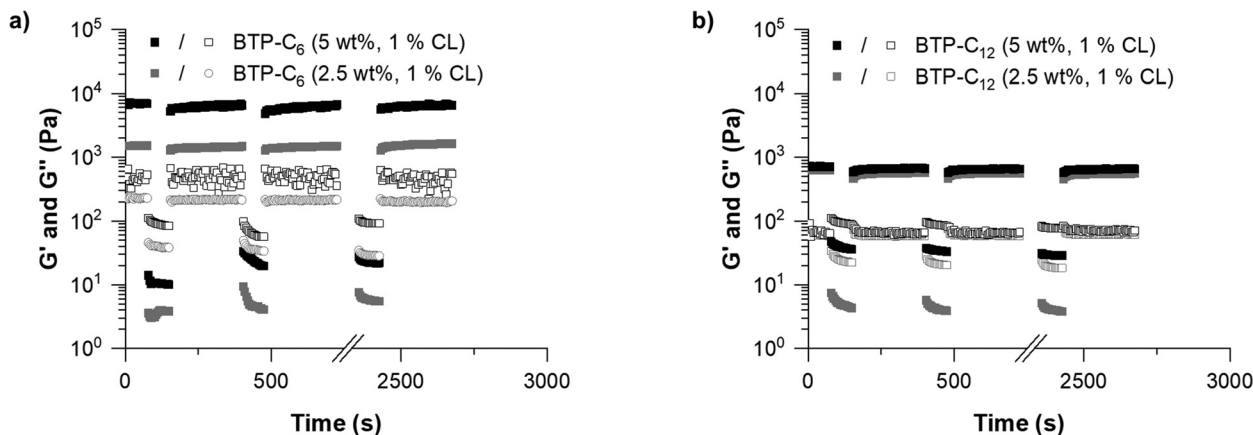 a)
G' and G'' (Pa)
10⁵
10⁴
10³
10²
10¹
10⁰
/ BTP-C₆ (5 wt%, 1 % CL)
/ BTP-C₆ (2.5 wt%, 1 % CL)
0 500 2500 3000
Time (s)
b)
G' and G'' (Pa)
10⁵
10⁴
10³
10²
10¹
10⁰
/ BTP-C₁₂ (5 wt%, 1 % CL)
/ BTP-C₁₂ (2.5 wt%, 1 % CL)
0 500 2500 3000
Time (s)